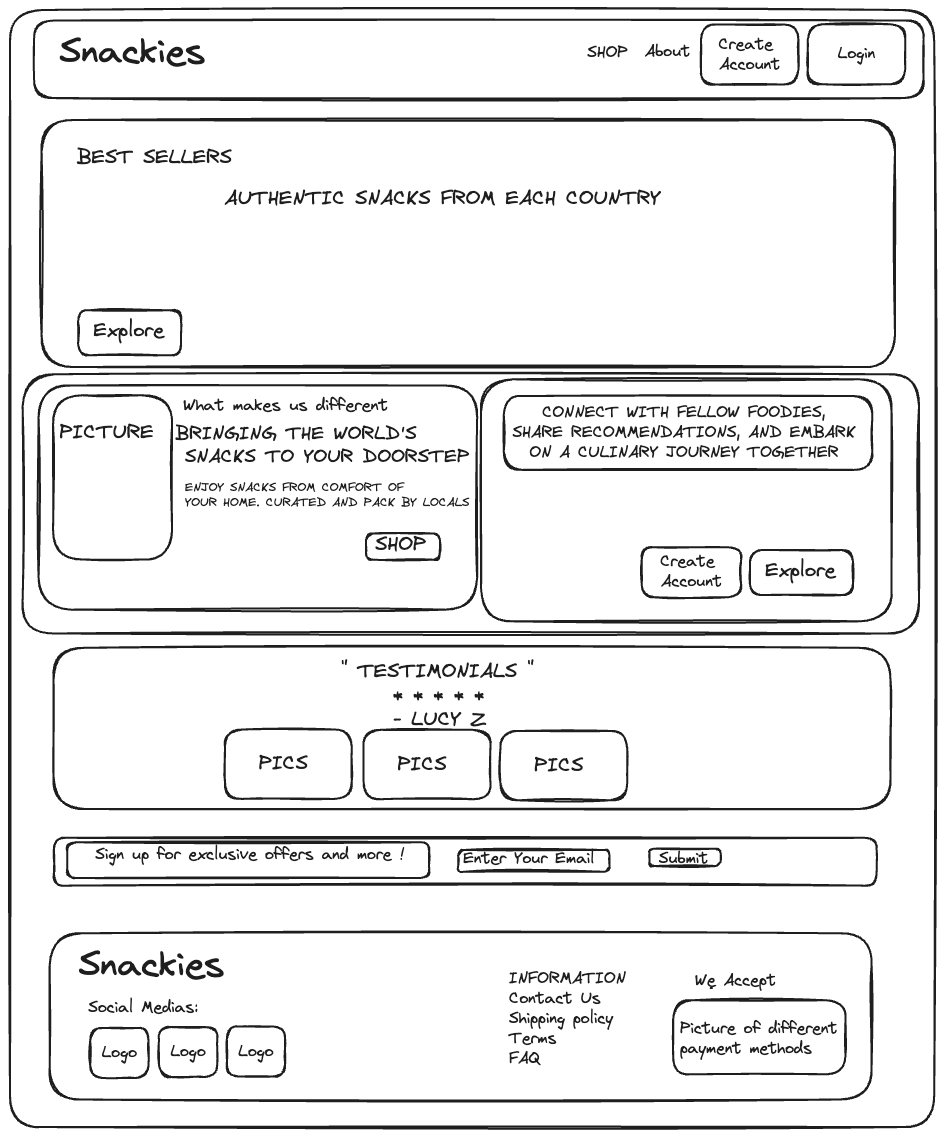 Snackies
SHOP About
Create
Account
Login
BEST SELLERS
AUTHENTIC SNACKS FROM EACH COUNTRY
Explore
PICTURE
What makes us different
BRINGING THE WORLD'S
SNACKS TO YOUR DOORSTEP
ENJOY SNACKS FROM COMFORT OF
YOUR HOME. CURATED AND PACK BY LOCALS
SHOP
CONNECT WITH FELLOW FOODIES,
SHARE RECOMMENDATIONS, AND EMBARK
ON A CULINARY JOURNEY TOGETHER
Create
Account
Explore
" TESTIMONIALS "
* * * * *
- LUCY Z
PICS PICS PICS
Sign up for exclusive offers and more !
Enter Your Email
Submit
Snackies
Social Medias:
Logo Logo Logo
INFORMATION
Contact Us
Shipping policy
Terms
FAQ
We Accept
Picture of different
payment methods